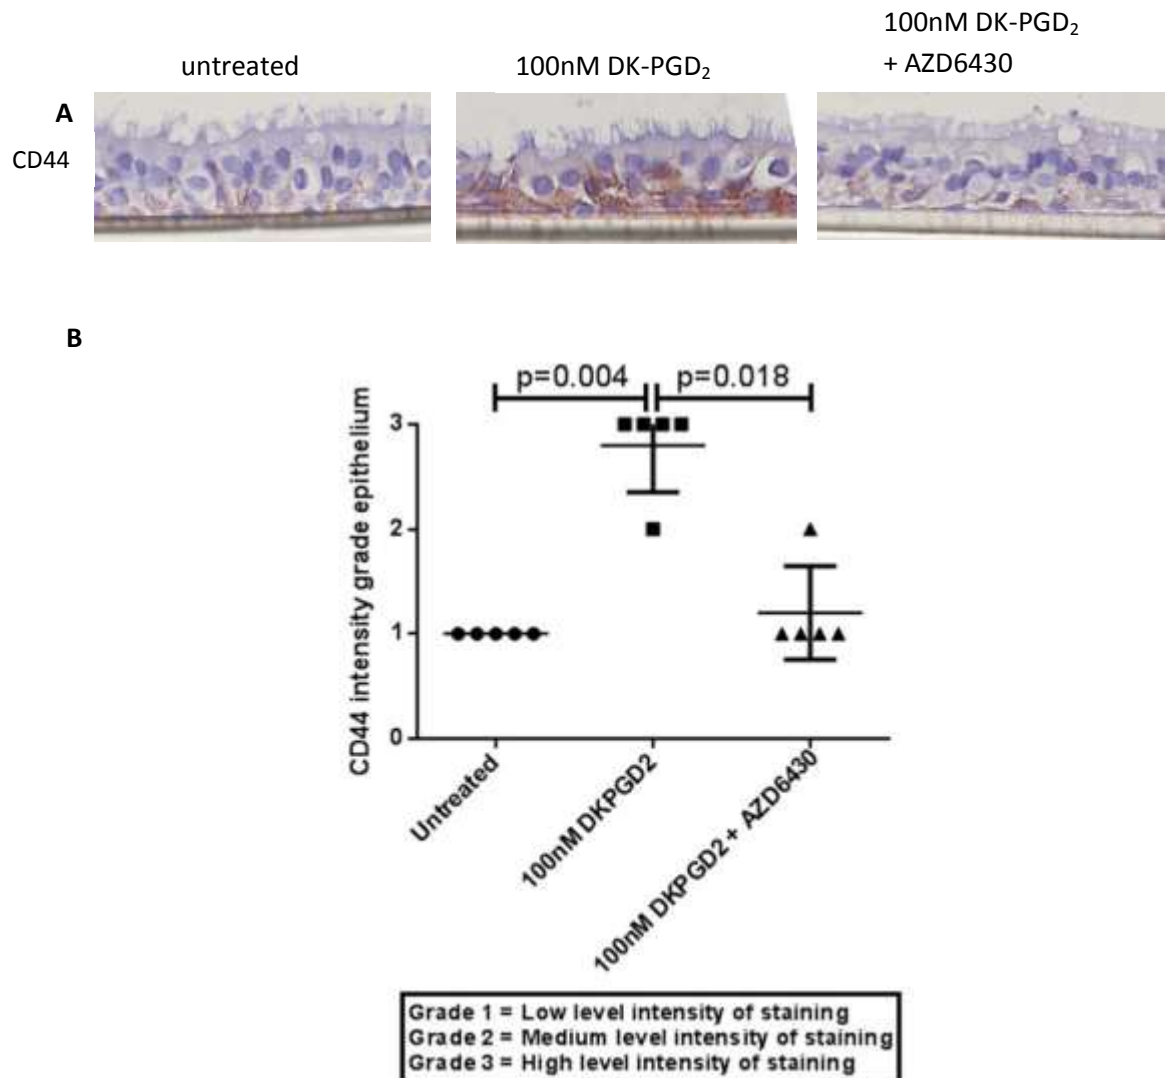 untreated
100nM DK-PGD₂
100nM DK-PGD₂
+ AZD6430
A
CD44
B
p=0.004
p=0.018
CD44 intensity grade epithelium
3
2
1
0
Untreated
100nM DKPGD2
100nM DKPGD2 + AZD6430
Grade 1 = Low level intensity of staining
Grade 2 = Medium level intensity of staining
Grade 3 = High level intensity of staining